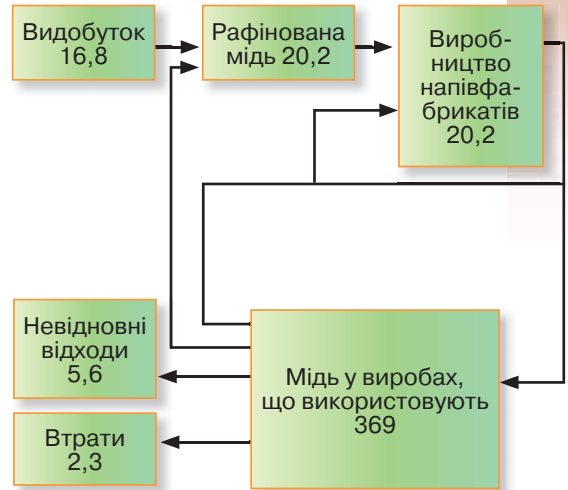 Видобуток
16,8
Рафінована
мідь 20,2
Вироб-
ництво
напівфа-
брикатів
20,2
Невідновні
відходи
5,6
Мідь у виробах,
що використовують
369
Втрати
2,3